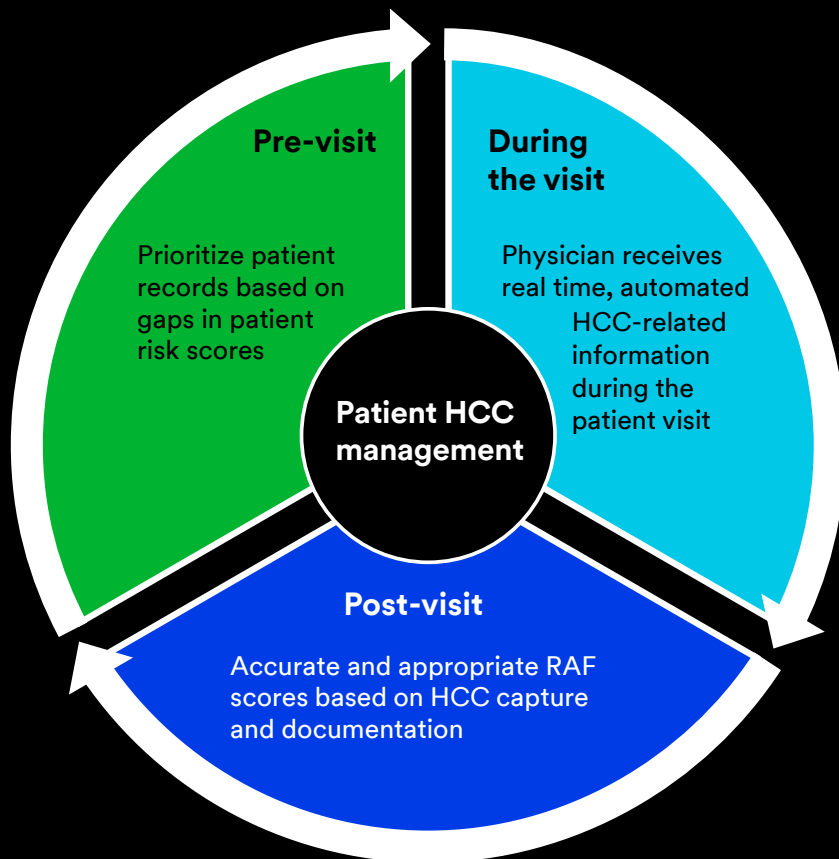 Pre-visit
Prioritize patient
records based on
gaps in patient
risk scores
During
the visit
Physician receives
real time, automated
HCC-related
information
during the
patient visit
Patient HCC
management
Post-visit
Accurate and appropriate RAF
scores based on HCC capture
and documentation